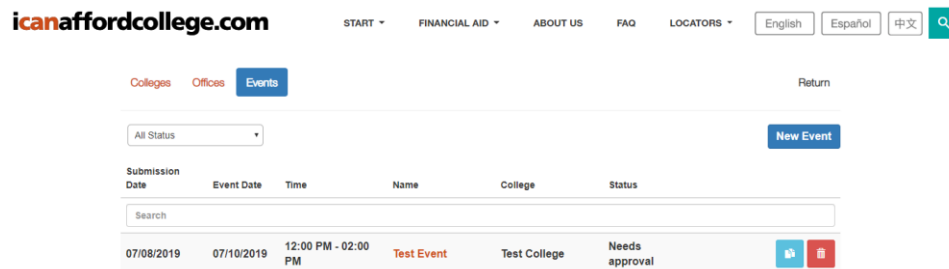 icanaffordcollege.com START FINANCIAL AID ABOUT US FAQ LOCATORS English Español 中文
Colleges Offices Events Return
All Status New Event
Submission Date Event Date Time Name College Status
Search
07/08/2019 07/10/2019 12:00 PM - 02:00 PM Test Event Test College Needs approval